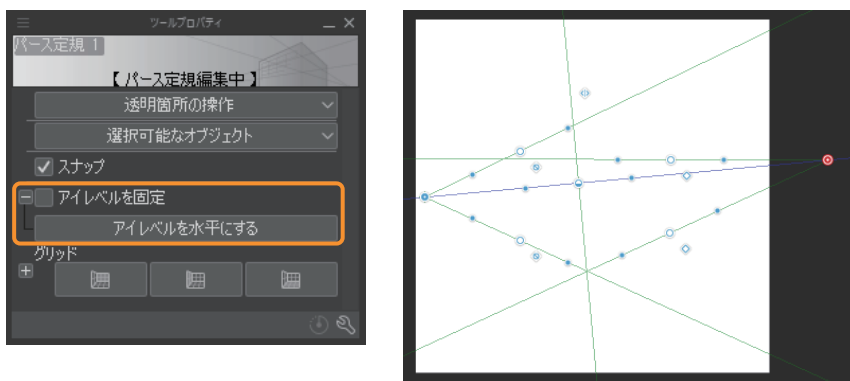 ツールプロパティ
パース定規 1
【 パース定規編集中 】
透明箇所の操作
選択可能なオブジェクト
スナップ
アイレベルを固定
アイレベルを水平にする
グリッド